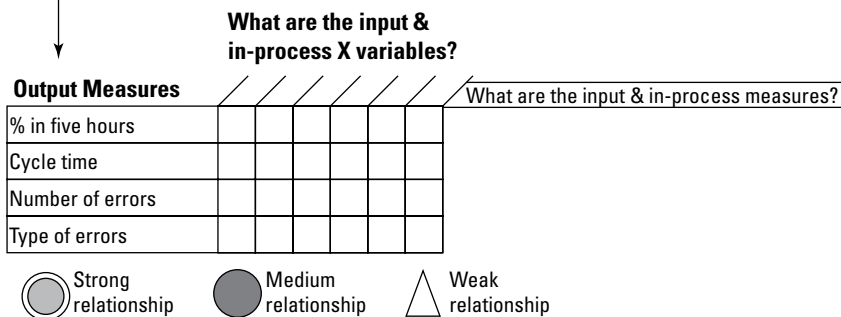 What are the input &
in-process X variables?
Output Measures
What are the input & in-process measures?
% in five hours
Cycle time
Number of errors
Type of errors
Strong
relationship
Medium
relationship
Weak
relationship